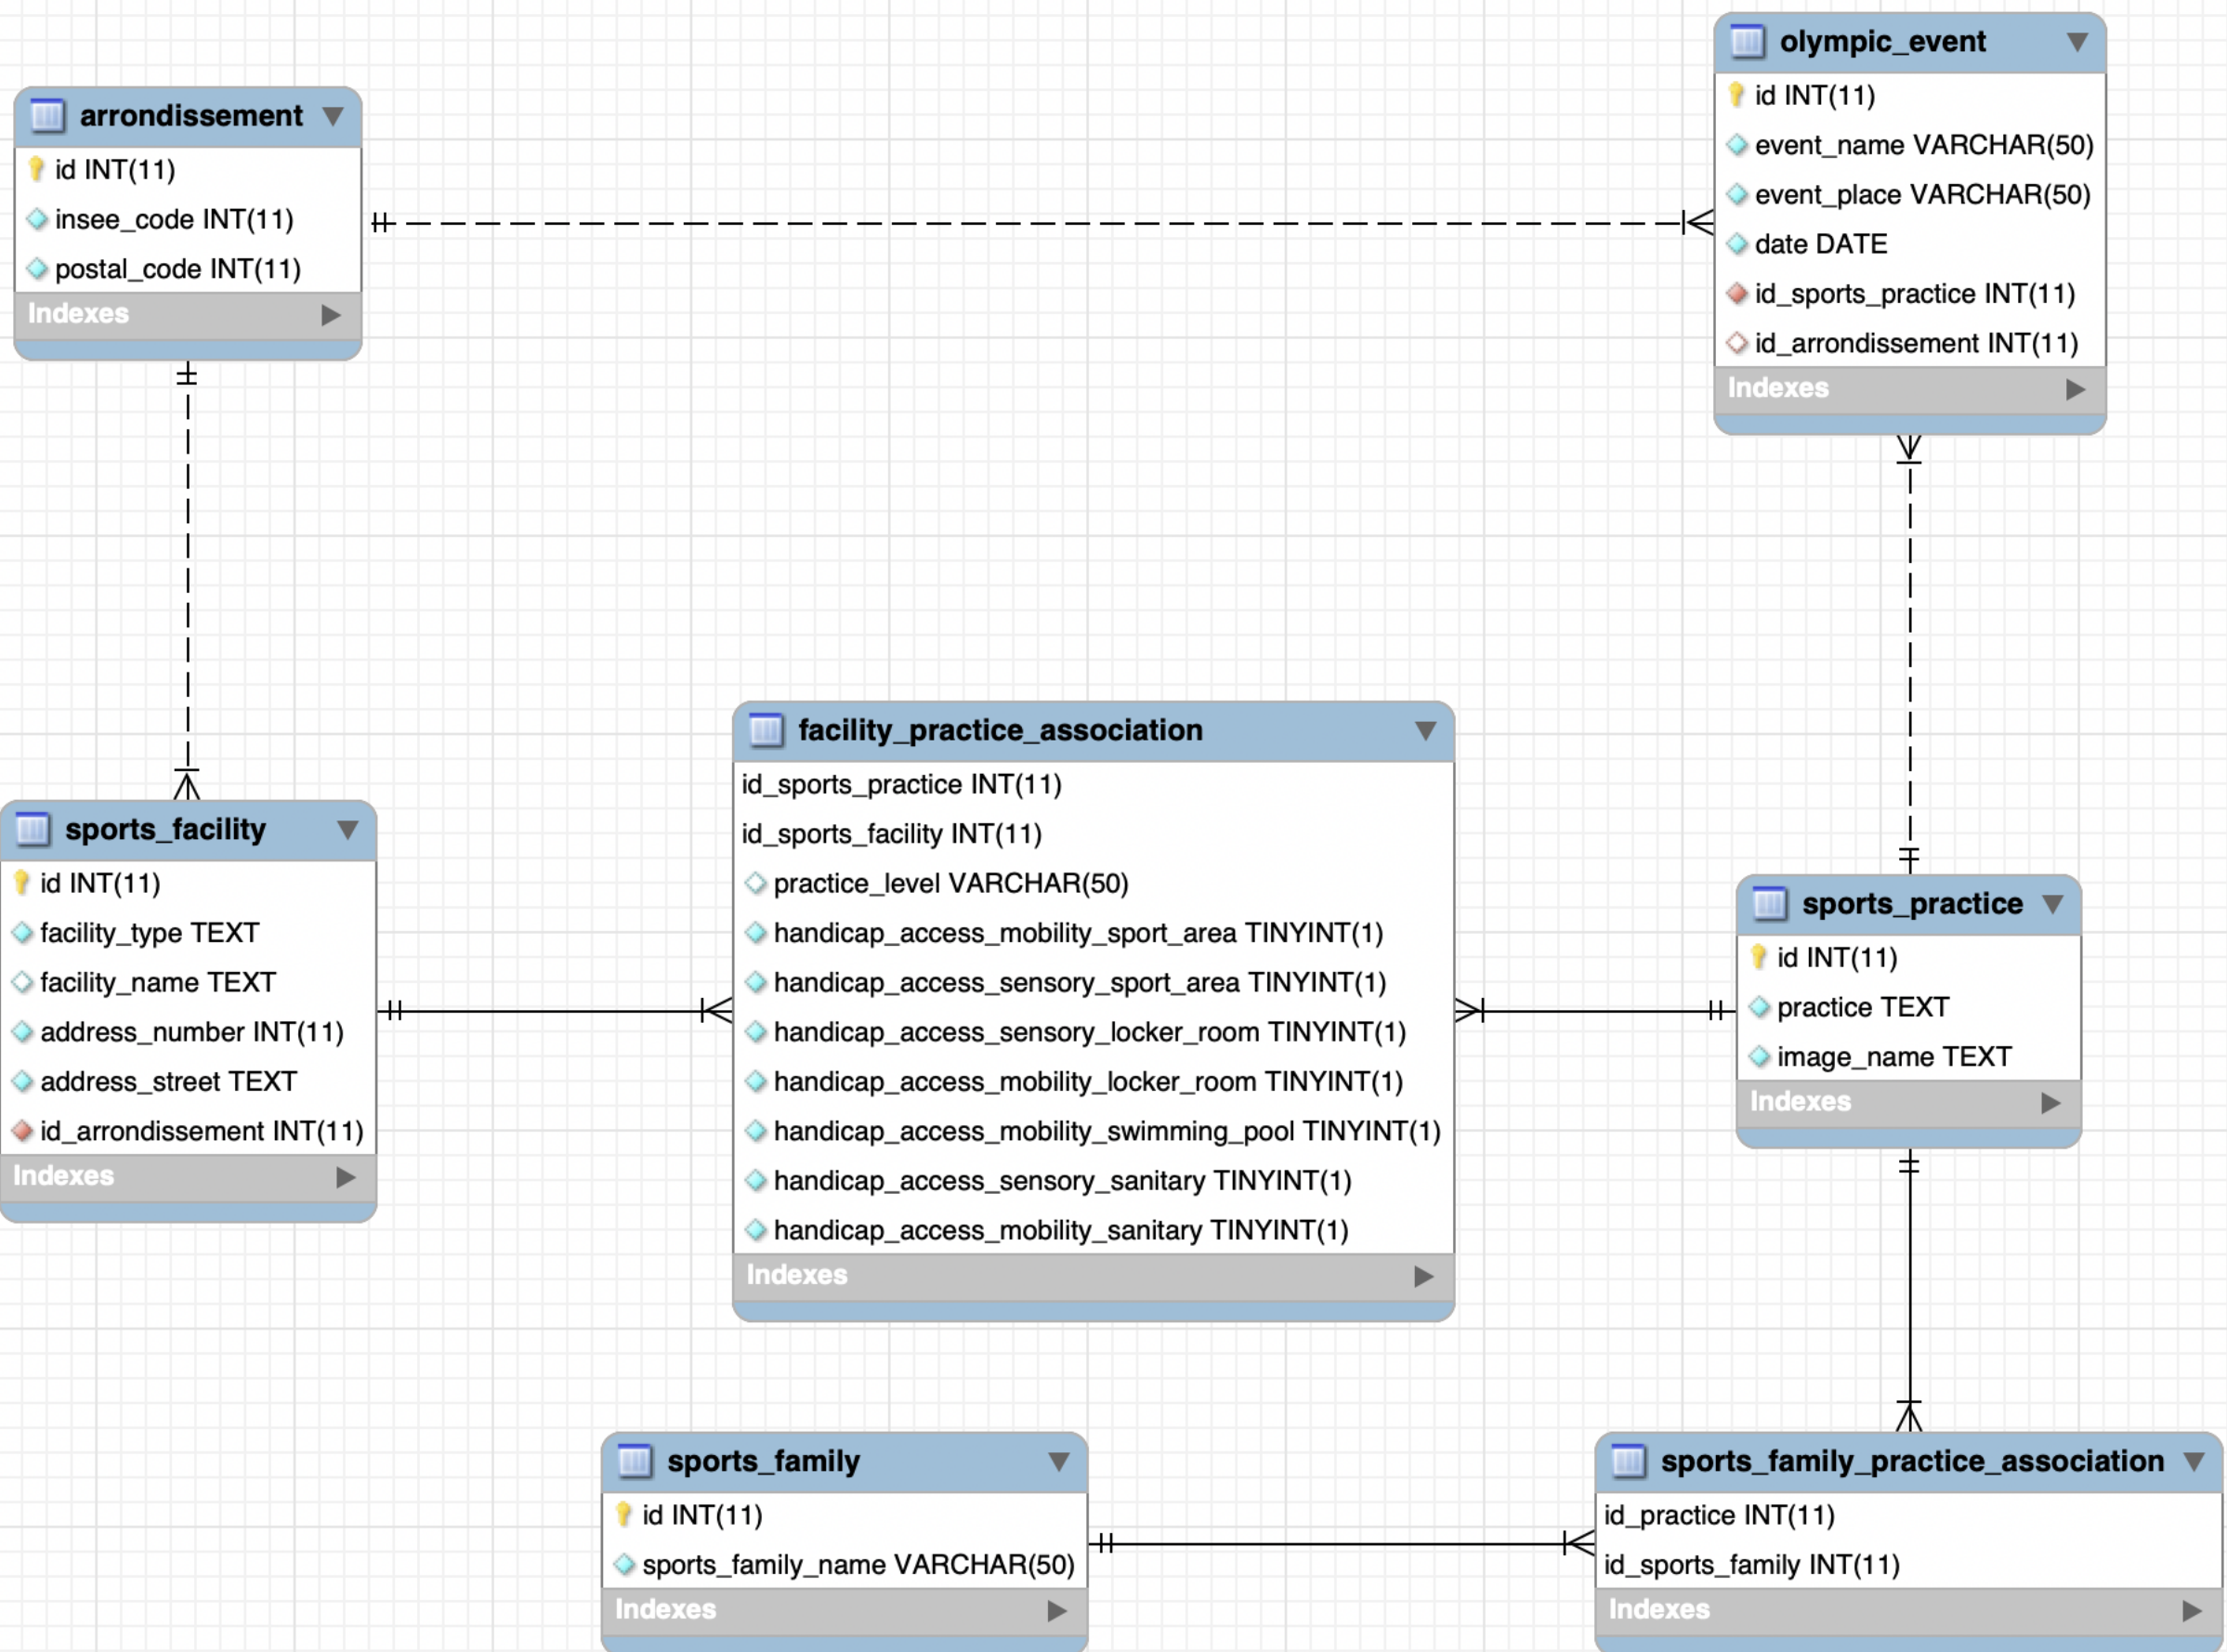 arrondissement
id INT(11)
insee_code INT(11)
postal_code INT(11)
Indexes
olympic_event
id INT(11)
event_name VARCHAR(50)
event_place VARCHAR(50)
date DATE
id_sports_practice INT(11)
id_arrondissement INT(11)
Indexes
sports_facility
id INT(11)
facility_type TEXT
facility_name TEXT
address_number INT(11)
address_street TEXT
id_arrondissement INT(11)
Indexes
facility_practice_association
id_sports_practice INT(11)
id_sports_facility INT(11)
practice_level VARCHAR(50)
handicap_access_mobility_sport_area TINYINT(1)
handicap_access_sensory_sport_area TINYINT(1)
handicap_access_sensory_locker_room TINYINT(1)
handicap_access_mobility_locker_room TINYINT(1)
handicap_access_mobility_swimming_pool TINYINT(1)
handicap_access_sensory_sanitary TINYINT(1)
handicap_access_mobility_sanitary TINYINT(1)
Indexes
sports_practice
id INT(11)
practice TEXT
image_name TEXT
Indexes
sports_family
id INT(11)
sports_family_name VARCHAR(50)
Indexes
sports_family_practice_association
id_practice INT(11)
id_sports_family INT(11)
Indexes